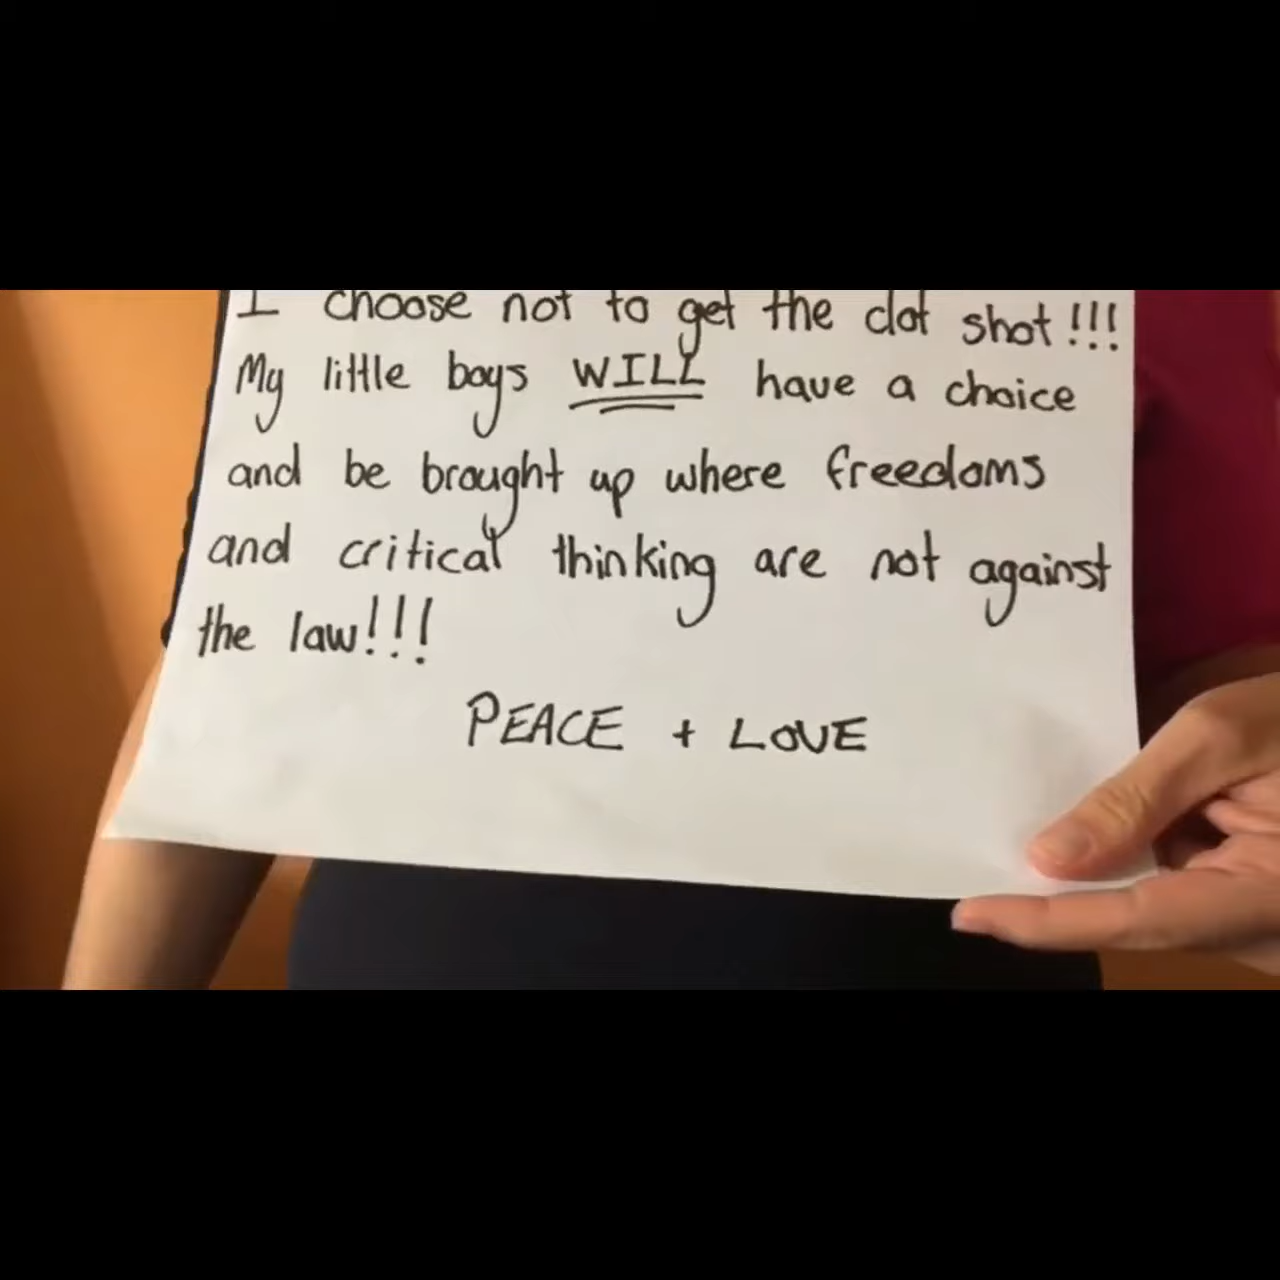 I choose not to get the clot shot!!!
My little boys WILL have a choice
and be brought up where freedoms
and critical thinking are not against
the law!!!
PEACE + LOVE